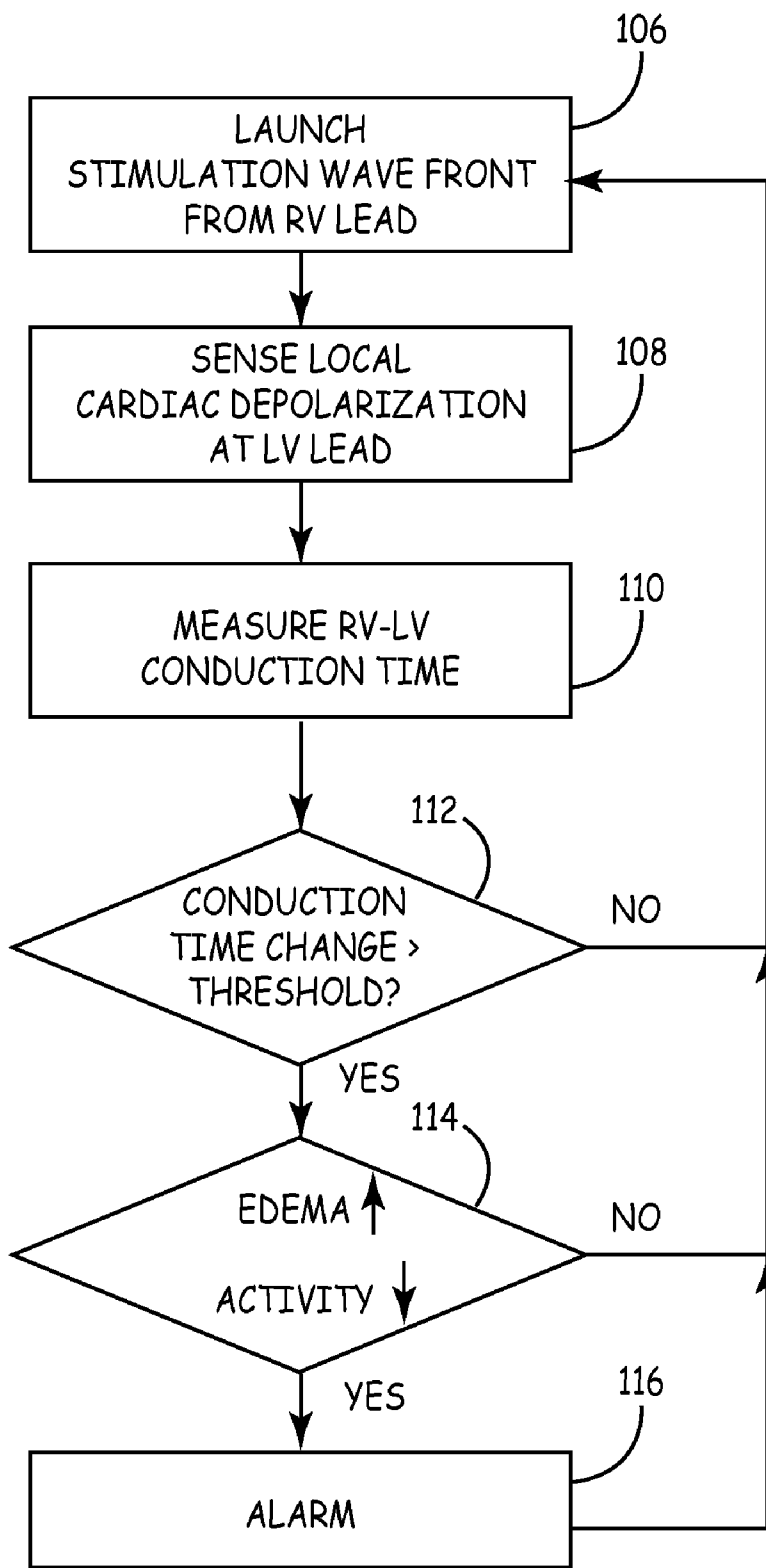 106
LAUNCH
STIMULATION WAVE FRONT
FROM RV LEAD
108
SENSE LOCAL
CARDIAC DEPOLARIZATION
AT LV LEAD
110
MEASURE RV-LV
CONDUCTION TIME
112
CONDUCTION
TIME CHANGE >
THRESHOLD?
NO
YES
114
EDEMA ↑
NO
ACTIVITY ↓
YES
116
ALARM